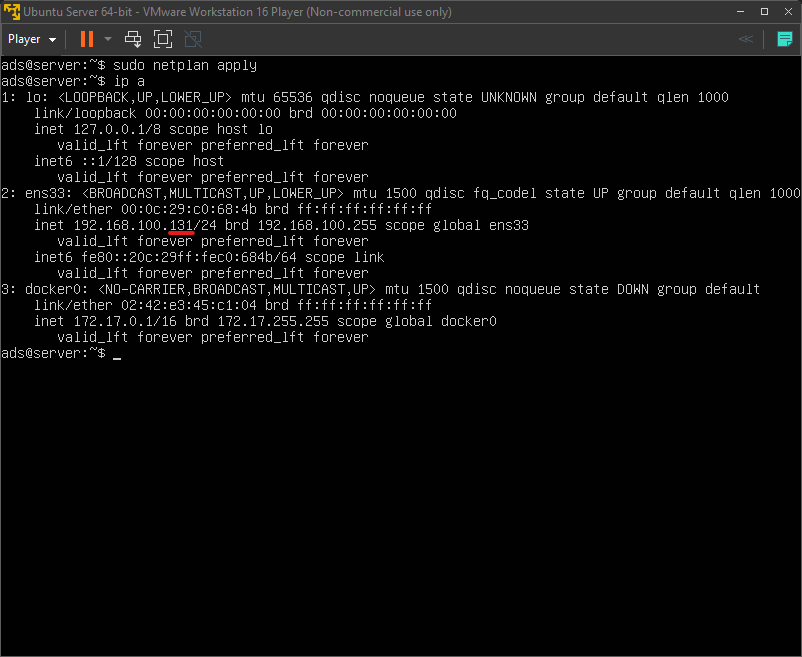 Ubuntu Server 64-bit - VMware Workstation 16 Player (Non-commercial use only)
Player
ads@server:~$ sudo netplan apply
ads@server:~$ ip a
1: lo: <LOOPBACK,UP,LOWER_UP> mtu 65536 qdisc noqueue state UNKNOWN group default qlen 1000
    link/loopback 00:00:00:00:00:00 brd 00:00:00:00:00:00
    inet 127.0.0.1/8 scope host lo
       valid_lft forever preferred_lft forever
    inet6 ::1/128 scope host
       valid_lft forever preferred_lft forever
2: ens33: <BROADCAST,MULTICAST,UP,LOWER_UP> mtu 1500 qdisc fq_codel state UP group default qlen 1000
    link/ether 00:0c:29:c0:68:4b brd ff:ff:ff:ff:ff:ff
    inet 192.168.100.131/24 brd 192.168.100.255 scope global ens33
       valid_lft forever preferred_lft forever
    inet6 fe80::20c:29ff:fec0:684b/64 scope link
       valid_lft forever preferred_lft forever
3: docker0: <NO-CARRIER,BROADCAST,MULTICAST,UP> mtu 1500 qdisc noqueue state DOWN group default
    link/ether 02:42:e3:45:c1:04 brd ff:ff:ff:ff:ff:ff
    inet 172.17.0.1/16 brd 172.17.255.255 scope global docker0
       valid_lft forever preferred_lft forever
ads@server:~$ _